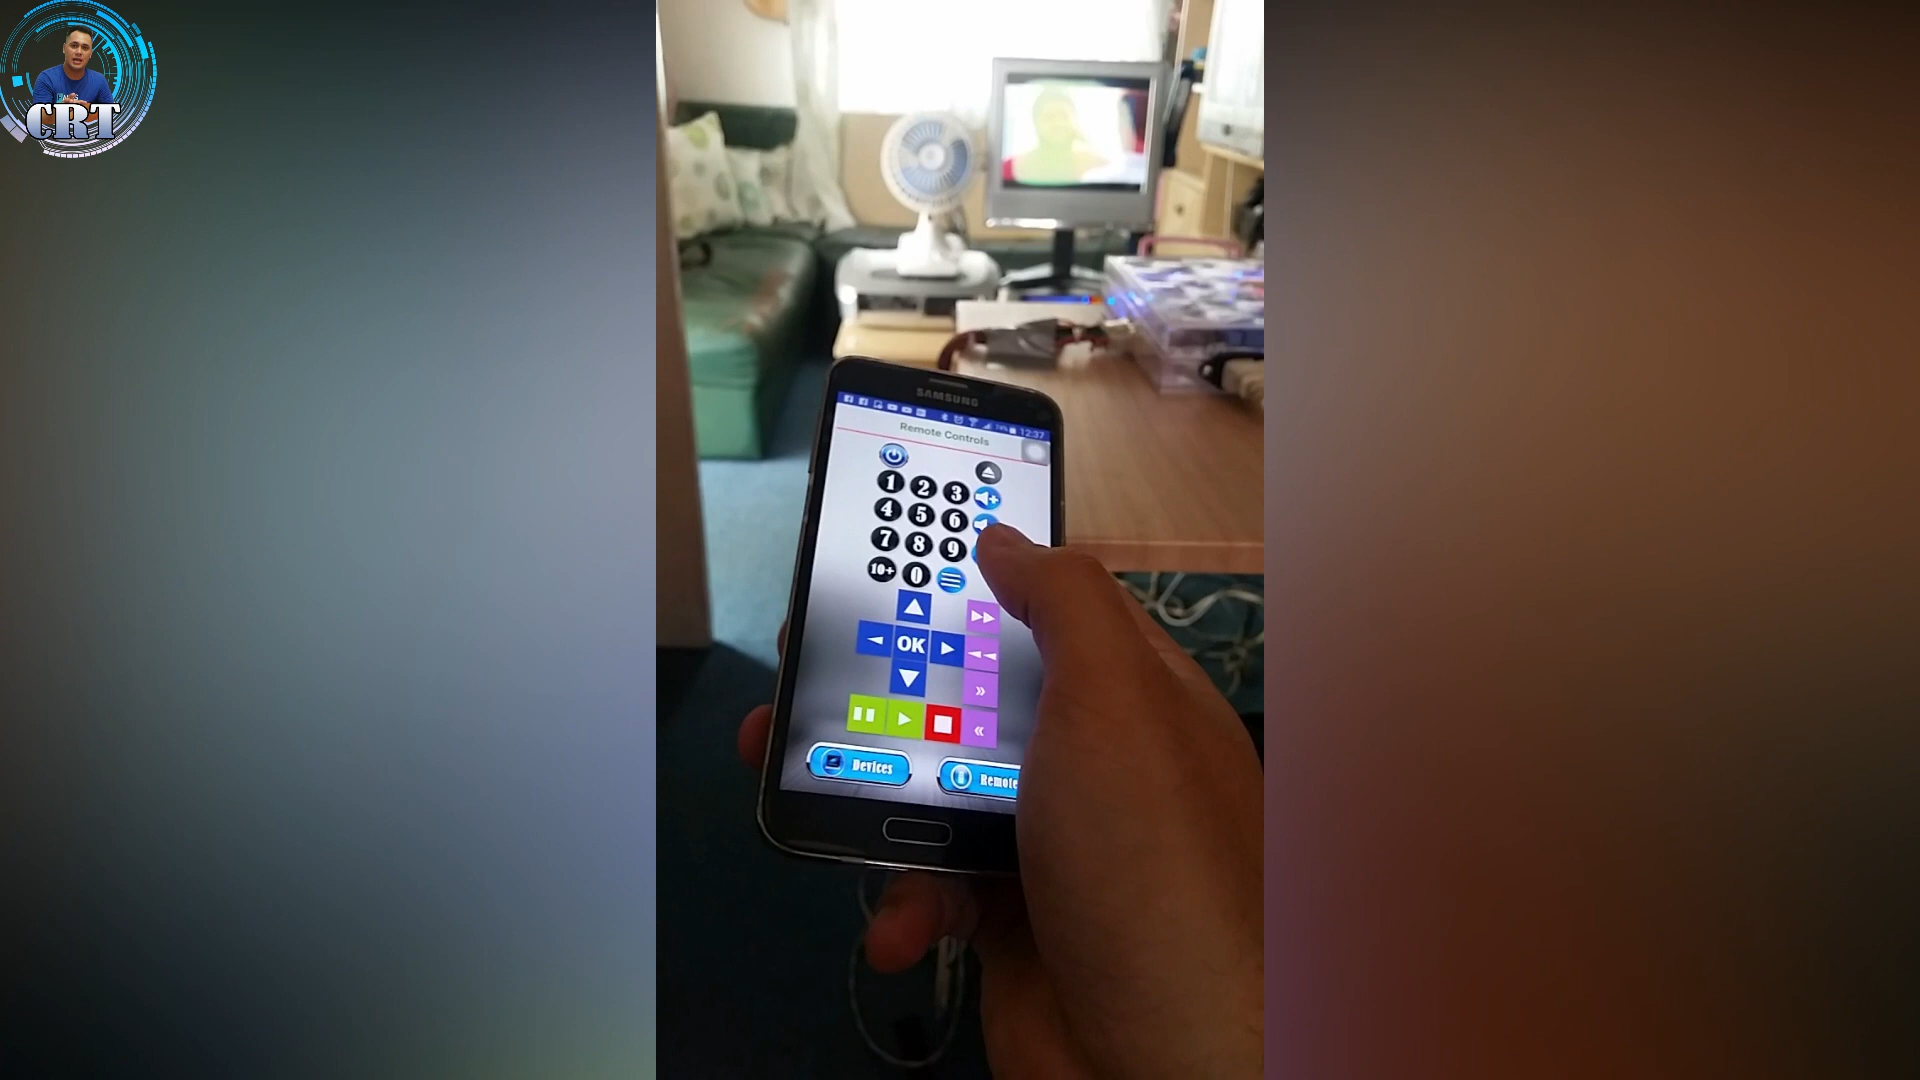 CRT
SAMSUNG
74% 12:37
Remote Controls
1 2 3
4 5 6
7 8 9
10+ 0
OK
Devices
Remote